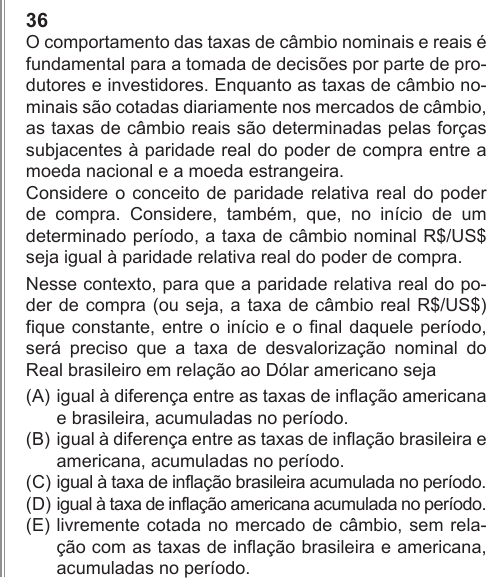 36
O comportamento das taxas de câmbio nominais e reais é
fundamental para a tomada de decisões por parte de pro-
dutores e investidores. Enquanto as taxas de câmbio no-
minais são cotadas diariamente nos mercados de câmbio,
as taxas de câmbio reais são determinadas pelas forças
subjacentes à paridade real do poder de compra entre a
moeda nacional e a moeda estrangeira.
Considere o conceito de paridade relativa real do poder
de compra. Considere, também, que, no início de um
determinado período, a taxa de câmbio nominal R$/US$
seja igual à paridade relativa real do poder de compra.
Nesse contexto, para que a paridade relativa real do po-
der de compra (ou seja, a taxa de câmbio real R$/US$)
fique constante, entre o início e o final daquele período,
será preciso que a taxa de desvalorização nominal do
Real brasileiro em relação ao Dólar americano seja
(A) igual à diferença entre as taxas de inflação americana
e brasileira, acumuladas no período.
(B) igual à diferença entre as taxas de inflação brasileira e
americana, acumuladas no período.
(C) igual à taxa de inflação brasileira acumulada no período.
(D) igual à taxa de inflação americana acumulada no período.
(E) livremente cotada no mercado de câmbio, sem rela-
ção com as taxas de inflação brasileira e americana,
acumuladas no período.